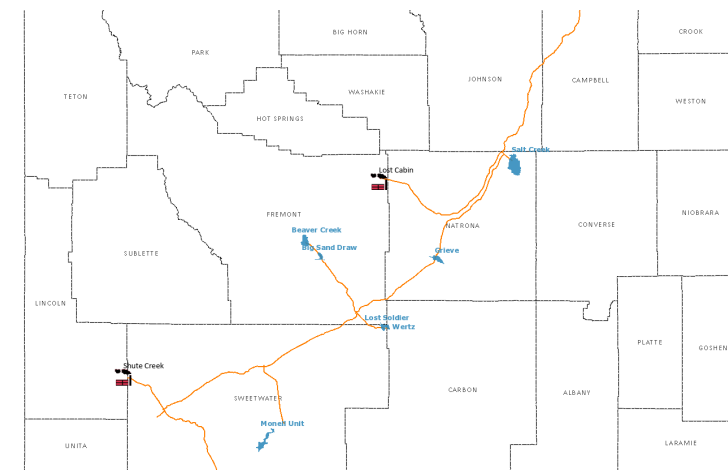 BIG HORN
CROOK
PARK
JOHNSON
CAMPBELL
WASHAKIE
TETON
WESTON
HOT SPRINGS
Salt Creek
Lost Cabin
FREMONT
NIOBRARA
NATRONA
CONVERSE
Beaver Creek
Big Sand Draw
Grieve
SUBLETTE
LINCOLN
Lost Soldier
Wertz
PLATTE
GOSHEN
Shute Creek
CARBON
ALBANY
SWEETWATER
Monell Unit
UNITA
LARAMIE